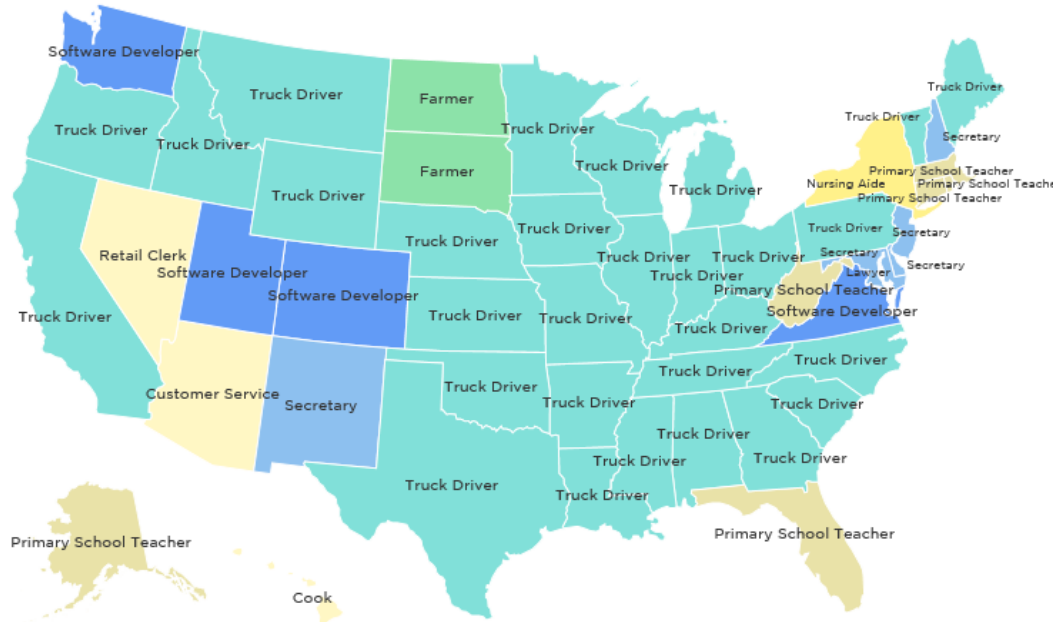 Software Developer
Truck Driver
Farmer
Truck Driver
Truck Driver
Truck Driver
Truck Driver
Truck Driver
Secretary
Truck Driver
Truck Driver
Farmer
Primary School Teacher
Nursing Aide
Primary School Teache
Truck Driver
Truck Driver
Primary School Teacher
Truck Driver
Truck Driver
Secretary
Truck Driver
Retail Clerk
Truck Driver
Truck Driver
Secretary
Secretary
Software Developer
Truck Driver
Lawyer
Primary School Teacher
Software Developer
Truck Driver
Truck Driver
Truck Driver
Software Developer
Truck Driver
Truck Driver
Truck Driver
Truck Driver
Customer Service
Secretary
Truck Driver
Truck Driver
Truck Driver
Truck Driver
Truck Driver
Truck Driver
Truck Driver
Primary School Teacher
Primary School Teacher
Cook